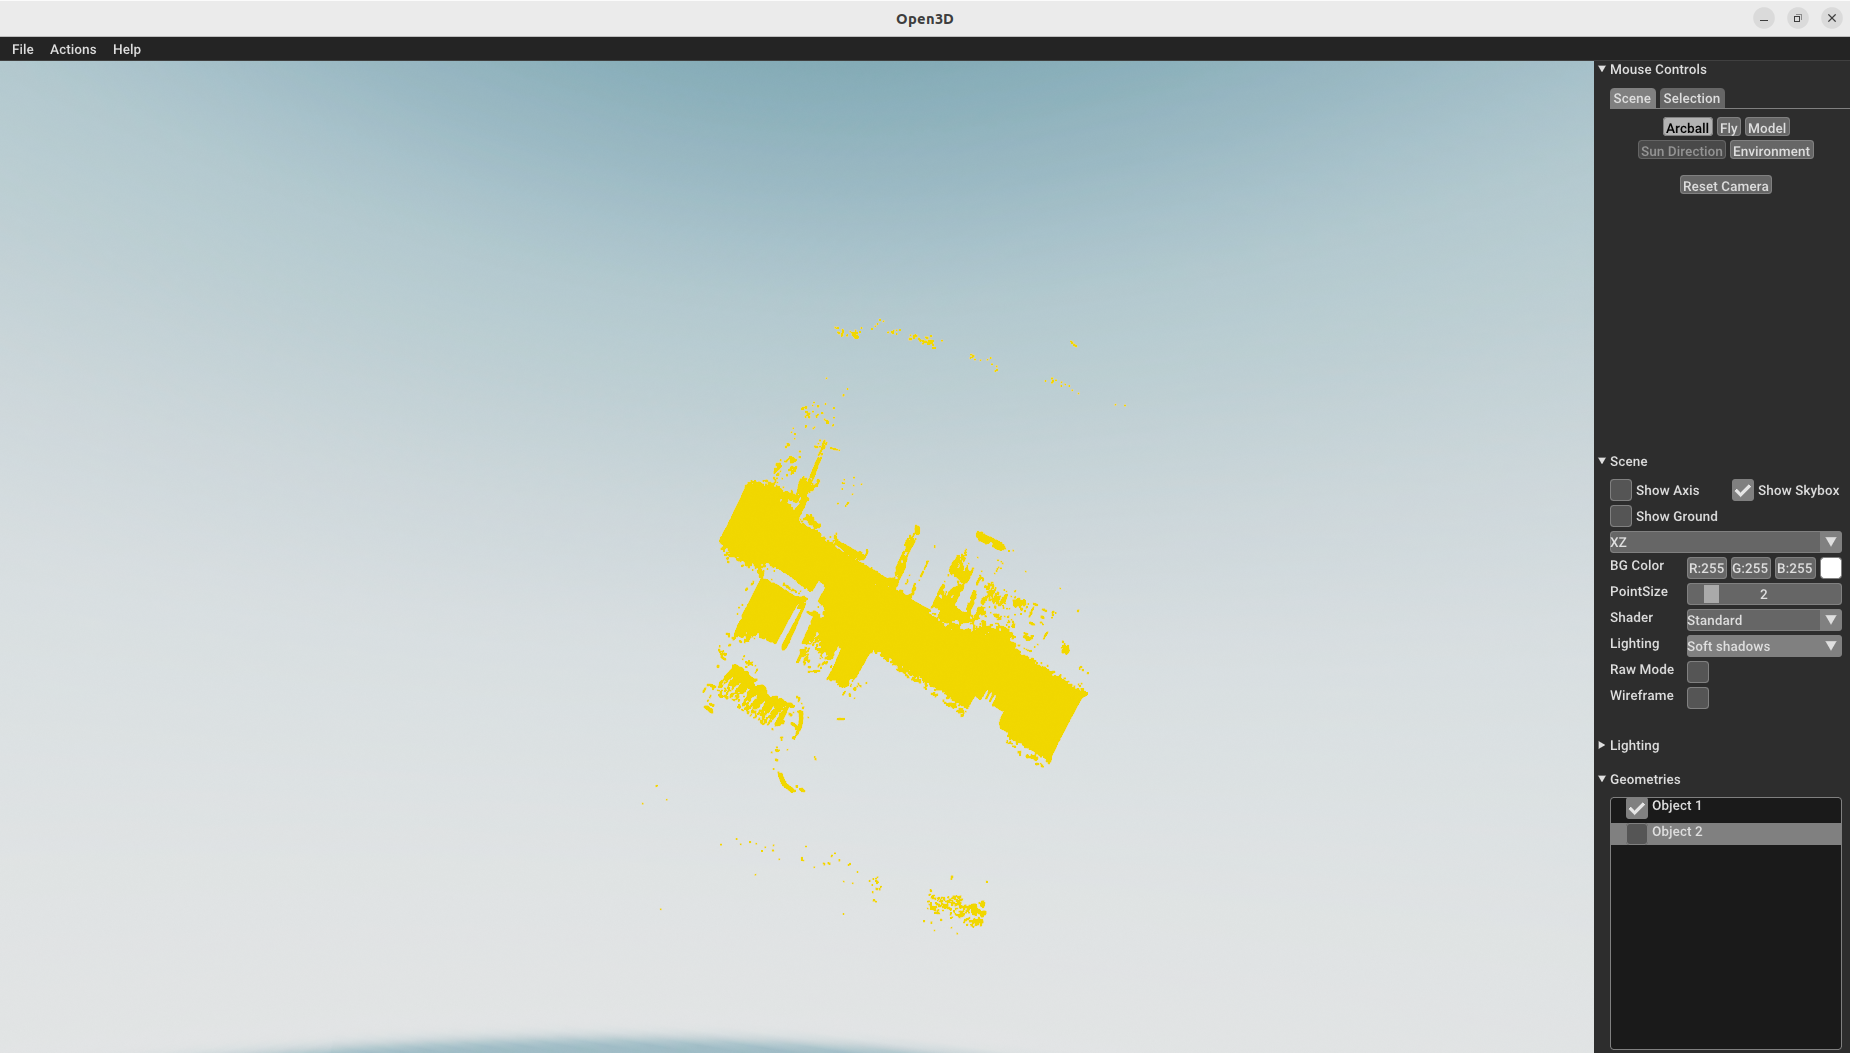 Open3D
File Actions Help
Mouse Controls
Scene Selection
Arcball Fly Model
Sun Direction Environment
Reset Camera
Scene
Show Axis Show Skybox
Show Ground
XZ
BG Color R:255 G:255 B:255
PointSize 2
Shader Standard
Lighting Soft shadows
Raw Mode
Wireframe
Lighting
Geometries
Object 1
Object 2